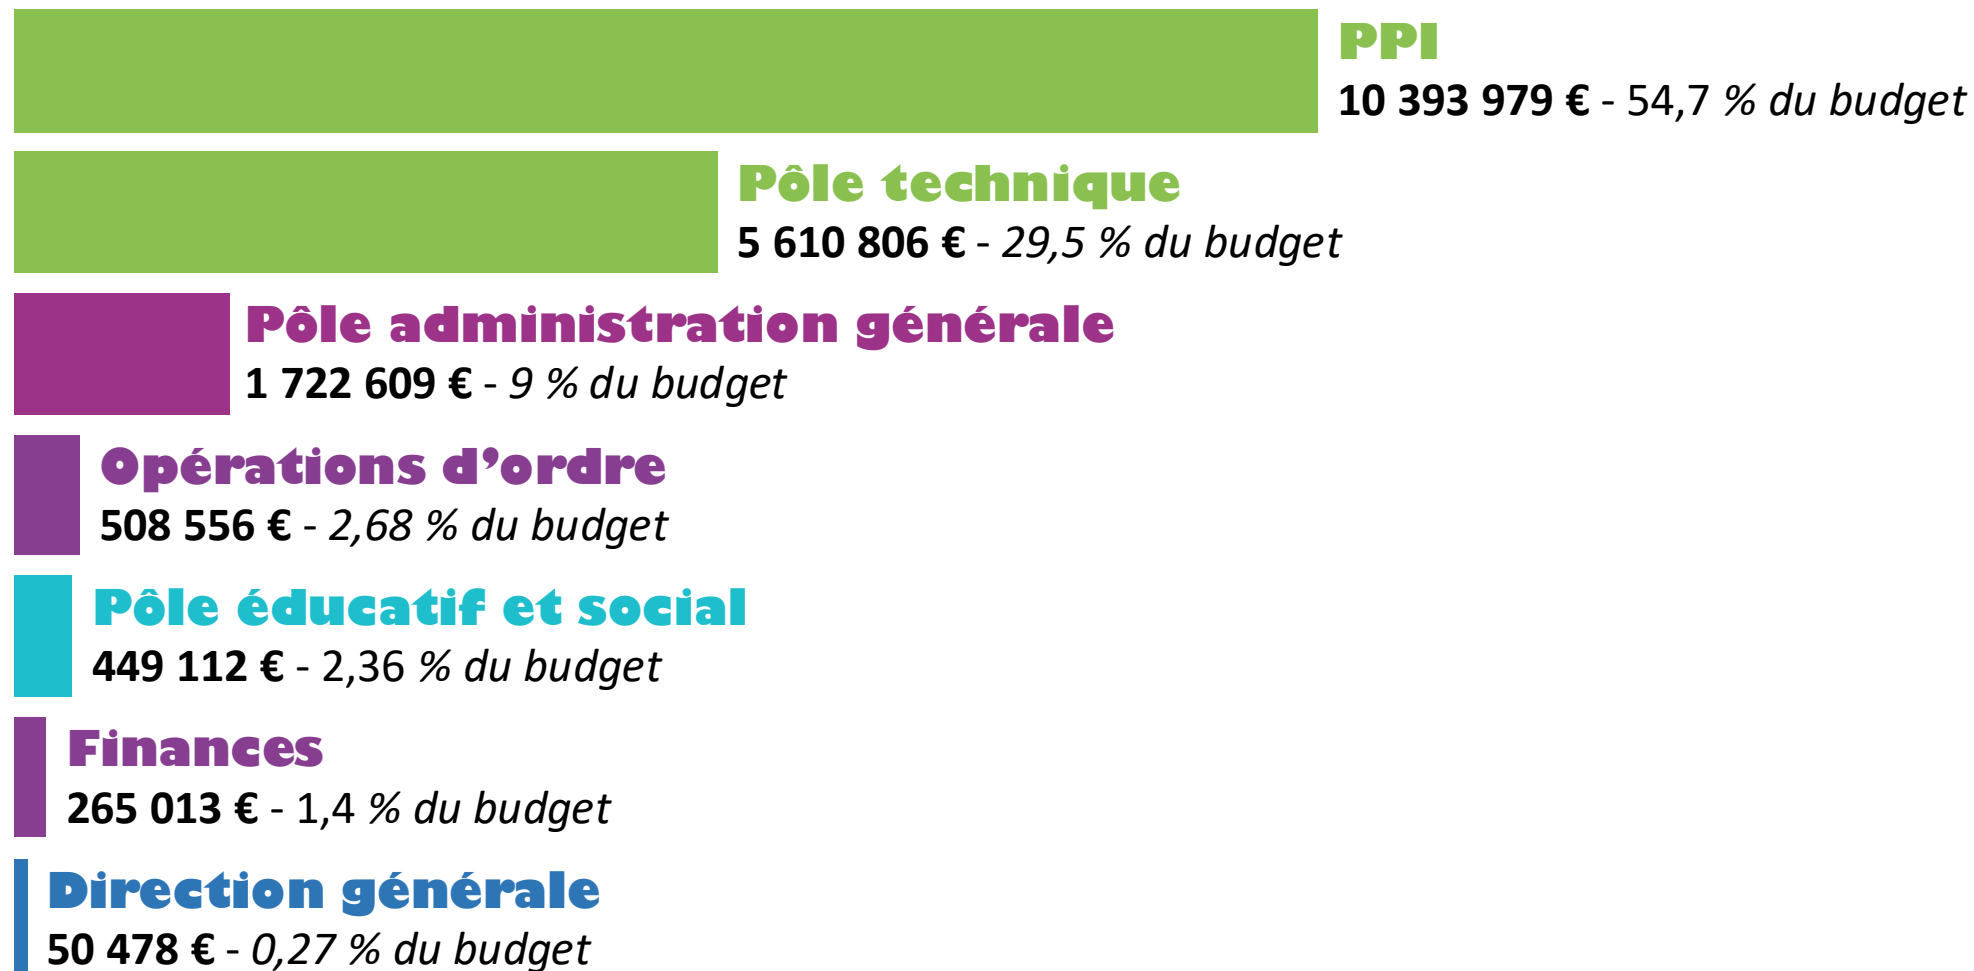 PPI
10 393 979 € - 54,7 % du budget
Pôle technique
5 610 806 € - 29,5 % du budget
Pôle administration générale
1 722 609 € - 9 % du budget
Opérations d’ordre
508 556 € - 2,68 % du budget
Pôle éducatif et social
449 112 € - 2,36 % du budget
Finances
265 013 € - 1,4 % du budget
Direction générale
50 478 € - 0,27 % du budget